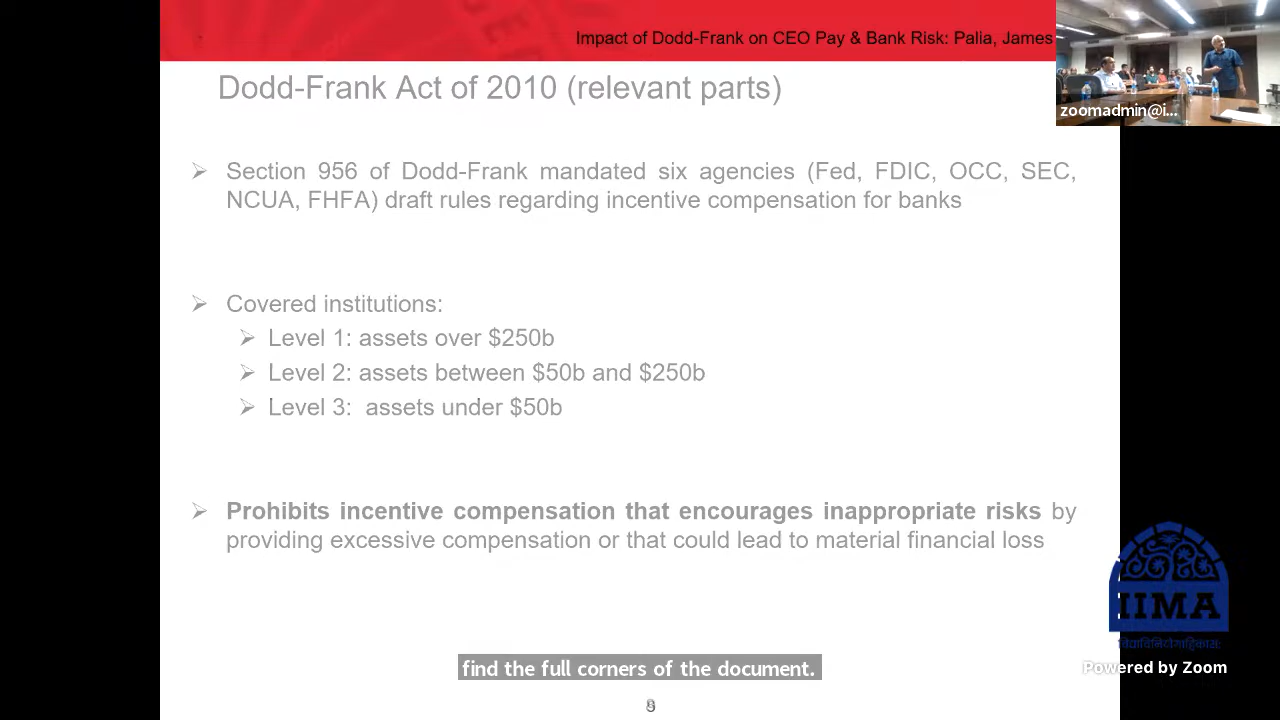 Impact of Dodd-Frank on CEO Pay & Bank Risk: Palia, James
zoomadmin@i...
Dodd-Frank Act of 2010 (relevant parts)
➢ Section 956 of Dodd-Frank mandated six agencies (Fed, FDIC, OCC, SEC,
NCUA, FHFA) draft rules regarding incentive compensation for banks
➢ Covered institutions:
➢ Level 1: assets over $250b
➢ Level 2: assets between $50b and $250b
➢ Level 3: assets under $50b
➢ Prohibits incentive compensation that encourages inappropriate risks by
providing excessive compensation or that could lead to material financial loss
IIMA
Powered by Zoom
find the full corners of the document.